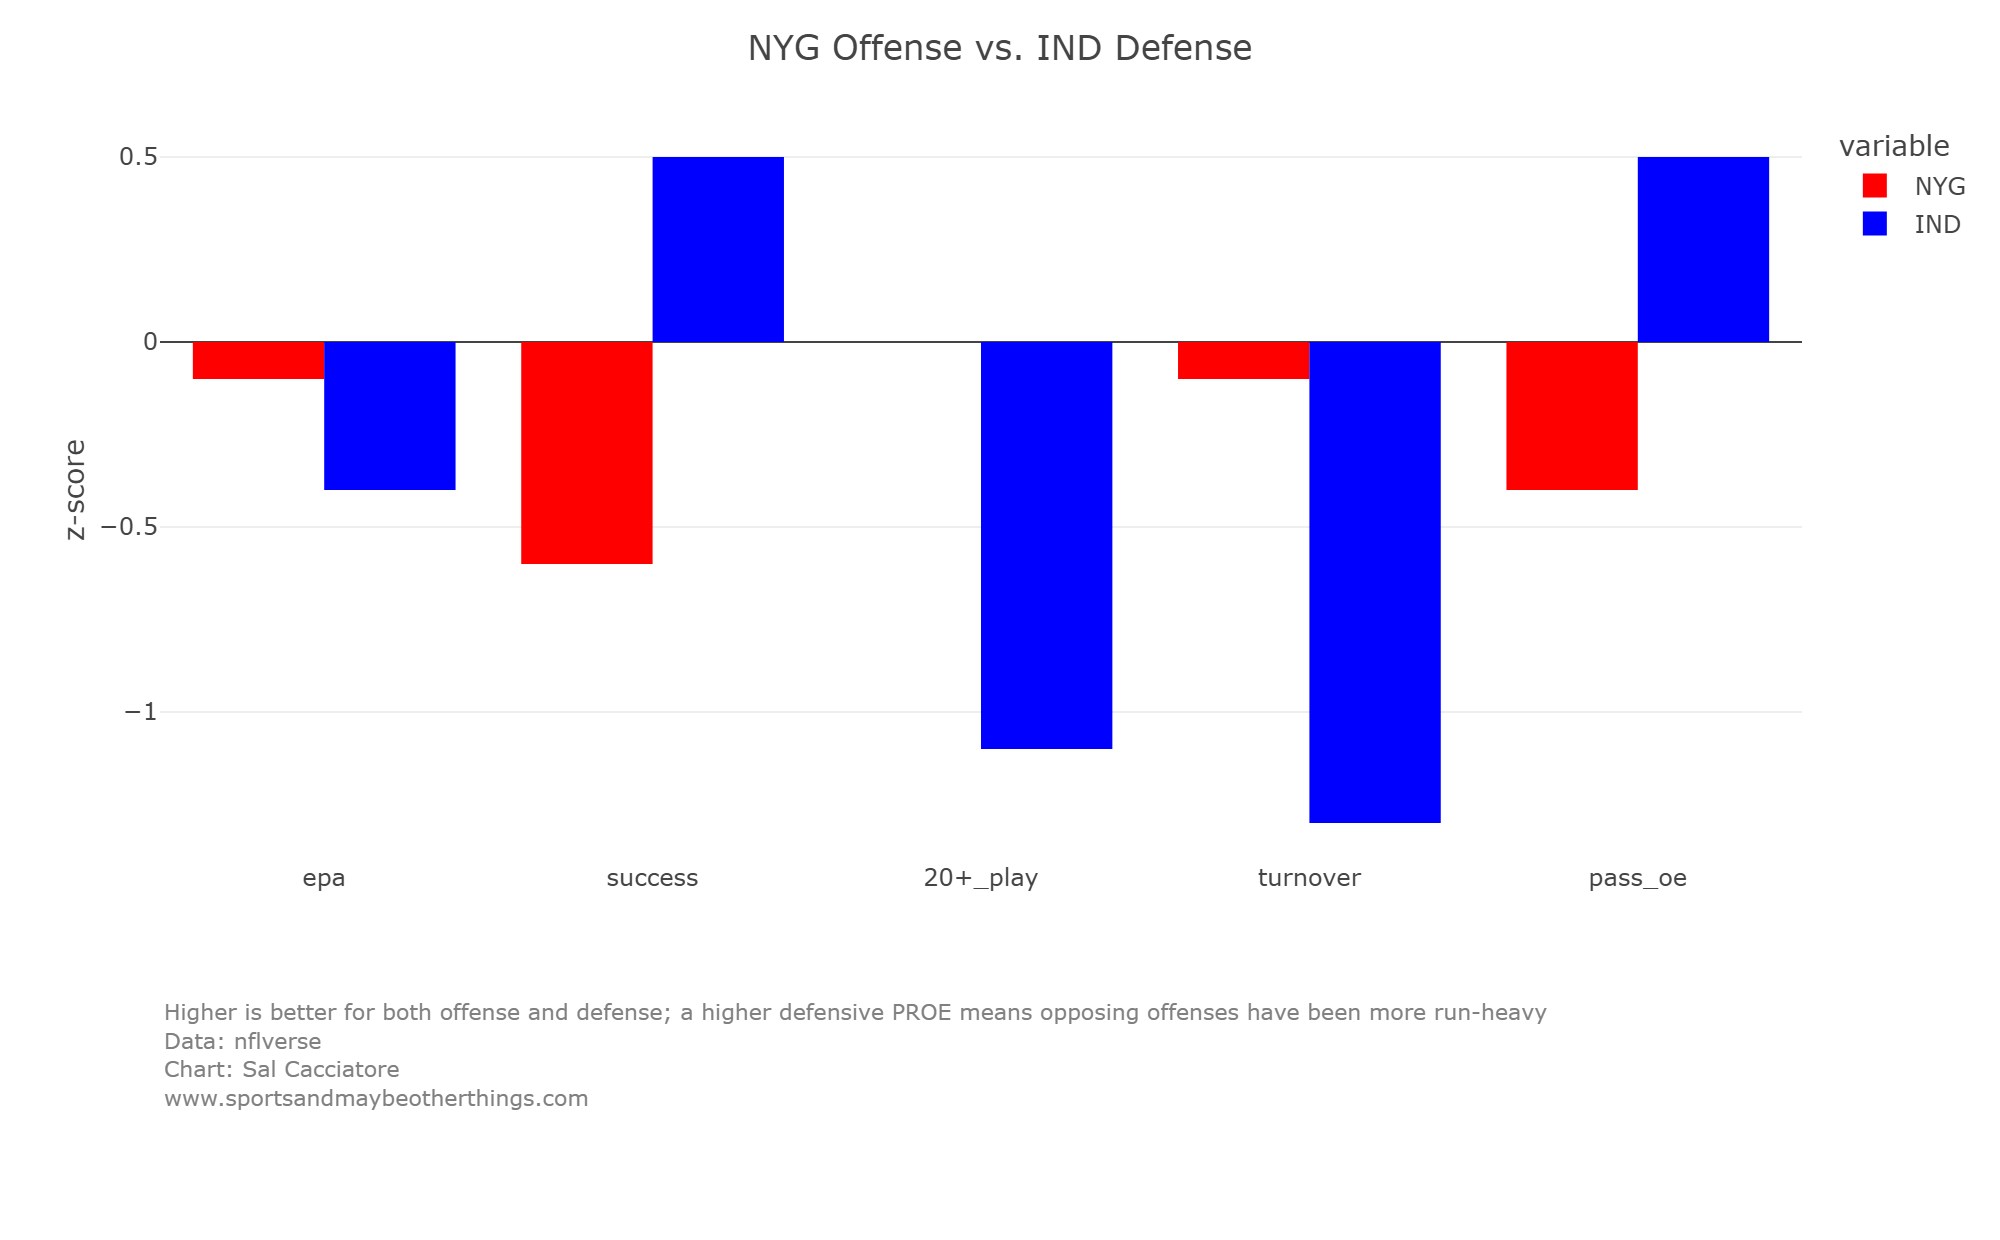 NYG Offense vs. IND Defense
variable
NYG
IND
0.5
0
−0.5
−1
z-score
epa
success
20+_play
turnover
pass_oe
Higher is better for both offense and defense; a higher defensive PROE means opposing offenses have been more run-heavy
Data: nflverse
Chart: Sal Cacciatore
www.sportsandmaybeotherthings.com